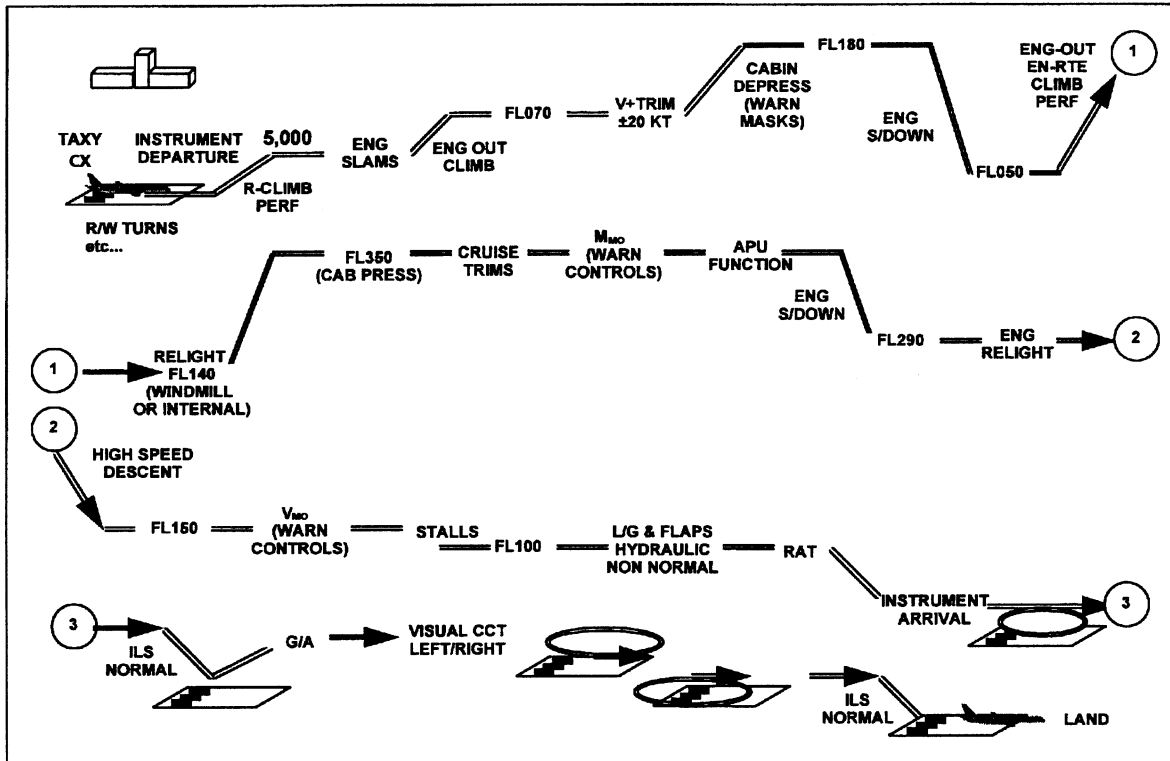 TAXY
CX
INSTRUMENT
DEPARTURE
R/W TURNS
etc...
5,000
R-CLIMB
PERF
ENG
SLAMS
ENG OUT
CLIMB
FL070
V+TRIM
±20 KT
CABIN
DEPRESS
(WARN
MASKS)
FL180
ENG
S/DOWN
FL050
ENG-OUT
EN-RTE
CLIMB
PERF
1
1
RELIGHT
FL140
(WINDMILL
OR INTERNAL)
FL350
(CAB PRESS)
CRUISE
TRIMS
MMO
(WARN
CONTROLS)
APU
FUNCTION
ENG
S/DOWN
FL290
ENG
RELIGHT
2
2
HIGH SPEED
DESCENT
FL150
VMO
(WARN
CONTROLS)
STALLS
FL100
L/G & FLAPS
HYDRAULIC
NON NORMAL
RAT
INSTRUMENT
ARRIVAL
3
3
ILS
NORMAL
G/A
VISUAL CCT
LEFT/RIGHT
ILS
NORMAL
LAND